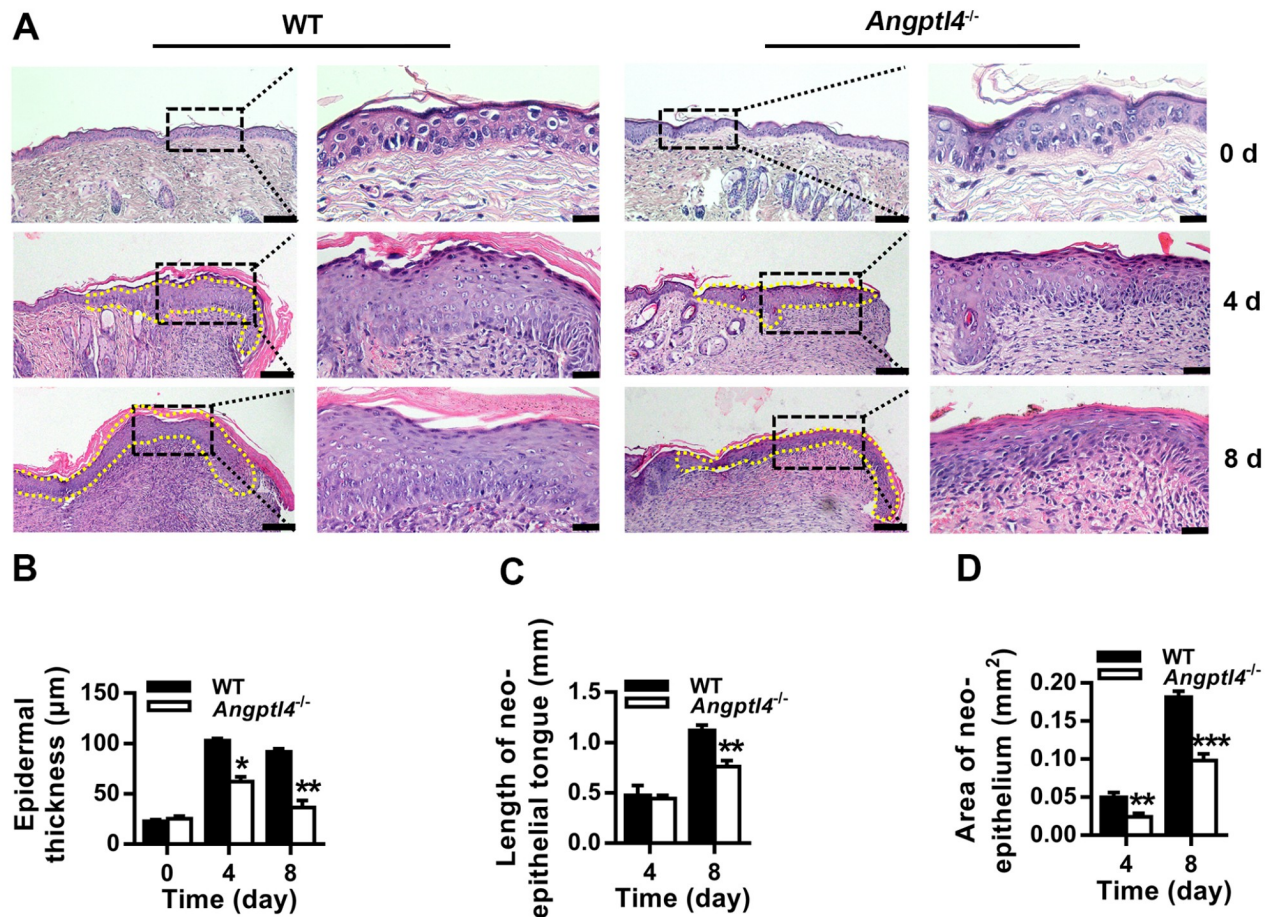 A
WT
Angptl4-/-
0 d
4 d
8 d
B
Epidermal
thickness (μm)
150
100
50
0
WT
Angptl4-/-
*
**
0 4 8
Time (day)
C
Length of neo-
epithelial tongue (mm)
1.5
1.0
0.5
0.0
WT
Angptl4-/-
**
4 8
Time (day)
D
Area of neo-
epithelium (mm²)
0.20
0.15
0.10
0.05
0.00
WT
Angptl4-/-
**
***
4 8
Time (day)